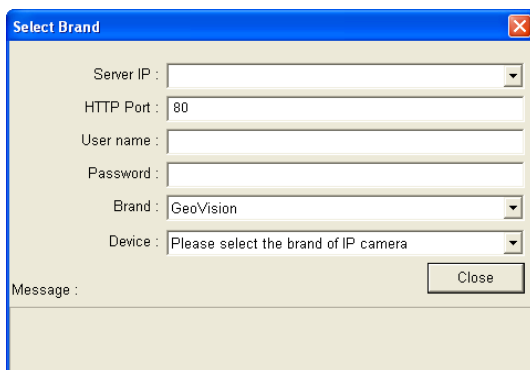 Select Brand
Server IP :
HTTP Port : 80
User name :
Password :
Brand : GeoVision
Device : Please select the brand of IP camera
Close
Message :